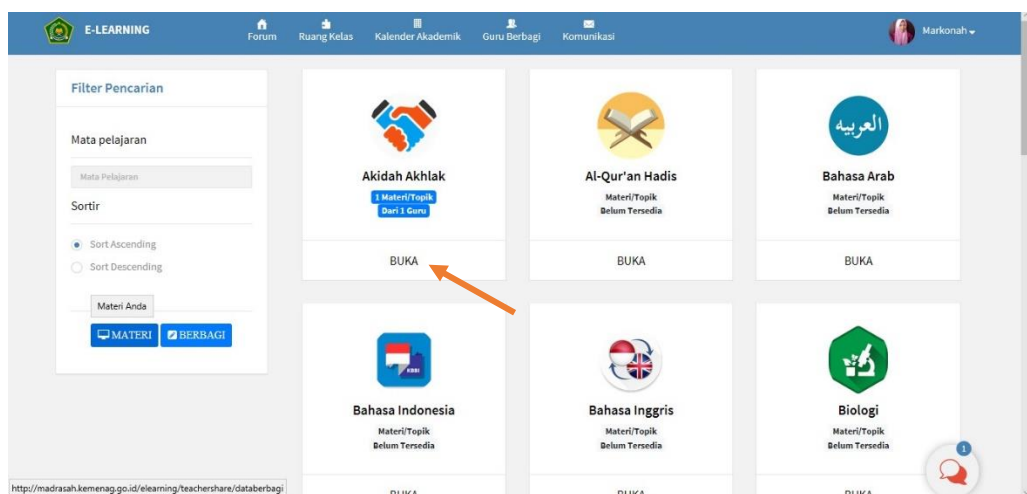 E-LEARNING
Forum
Ruang Kelas
Kalender Akademik
Guru Berbagi
Komunikasi
Markonah
Filter Pencarian
Mata pelajaran
Mata Pelajaran
Sortir
Sort Ascending
Sort Descending
Materi Anda
MATERI
BERBAGI
Akidah Akhlak
1 Materi/Topik
Dari 1 Guru
BUKA
Al-Qur'an Hadis
Materi/Topik
Belum Tersedia
BUKA
العربيه
Bahasa Arab
Materi/Topik
Belum Tersedia
BUKA
KBBI
Bahasa Indonesia
Materi/Topik
Belum Tersedia
BUKA
Bahasa Inggris
Materi/Topik
Belum Tersedia
BUKA
Biologi
Materi/Topik
Belum Tersedia
1
http://madrasah.kemenag.go.id/elearning/teachershare/databerbagi